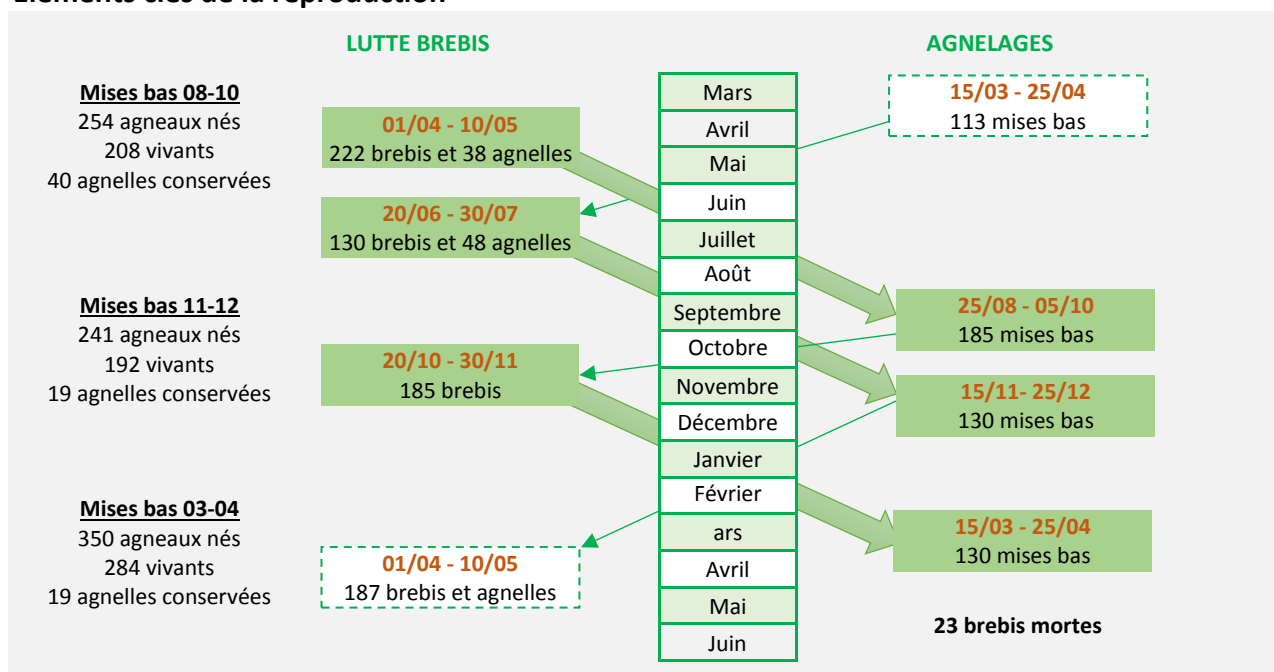 Eléments clés de la reproduction
LUTTE BREBIS
AGNELAGES
Mises bas 08-10
254 agneaux nés
208 vivants
40 agnelles conservées
Mises bas 11-12
241 agneaux nés
192 vivants
19 agnelles conservées
Mises bas 03-04
350 agneaux nés
284 vivants
19 agnelles conservées
01/04 - 10/05
222 brebis et 38 agnelles
20/06 - 30/07
130 brebis et 48 agnelles
20/10 - 30/11
185 brebis
01/04 - 10/05
187 brebis et agnelles
Mars
Avril
Mai
Juin
Juillet
Août
Septembre
Octobre
Novembre
Décembre
Janvier
Février
ars
Avril
Mai
Juin
15/03 - 25/04
113 mises bas
25/08 - 05/10
185 mises bas
15/11- 25/12
130 mises bas
15/03 - 25/04
130 mises bas
23 brebis mortes